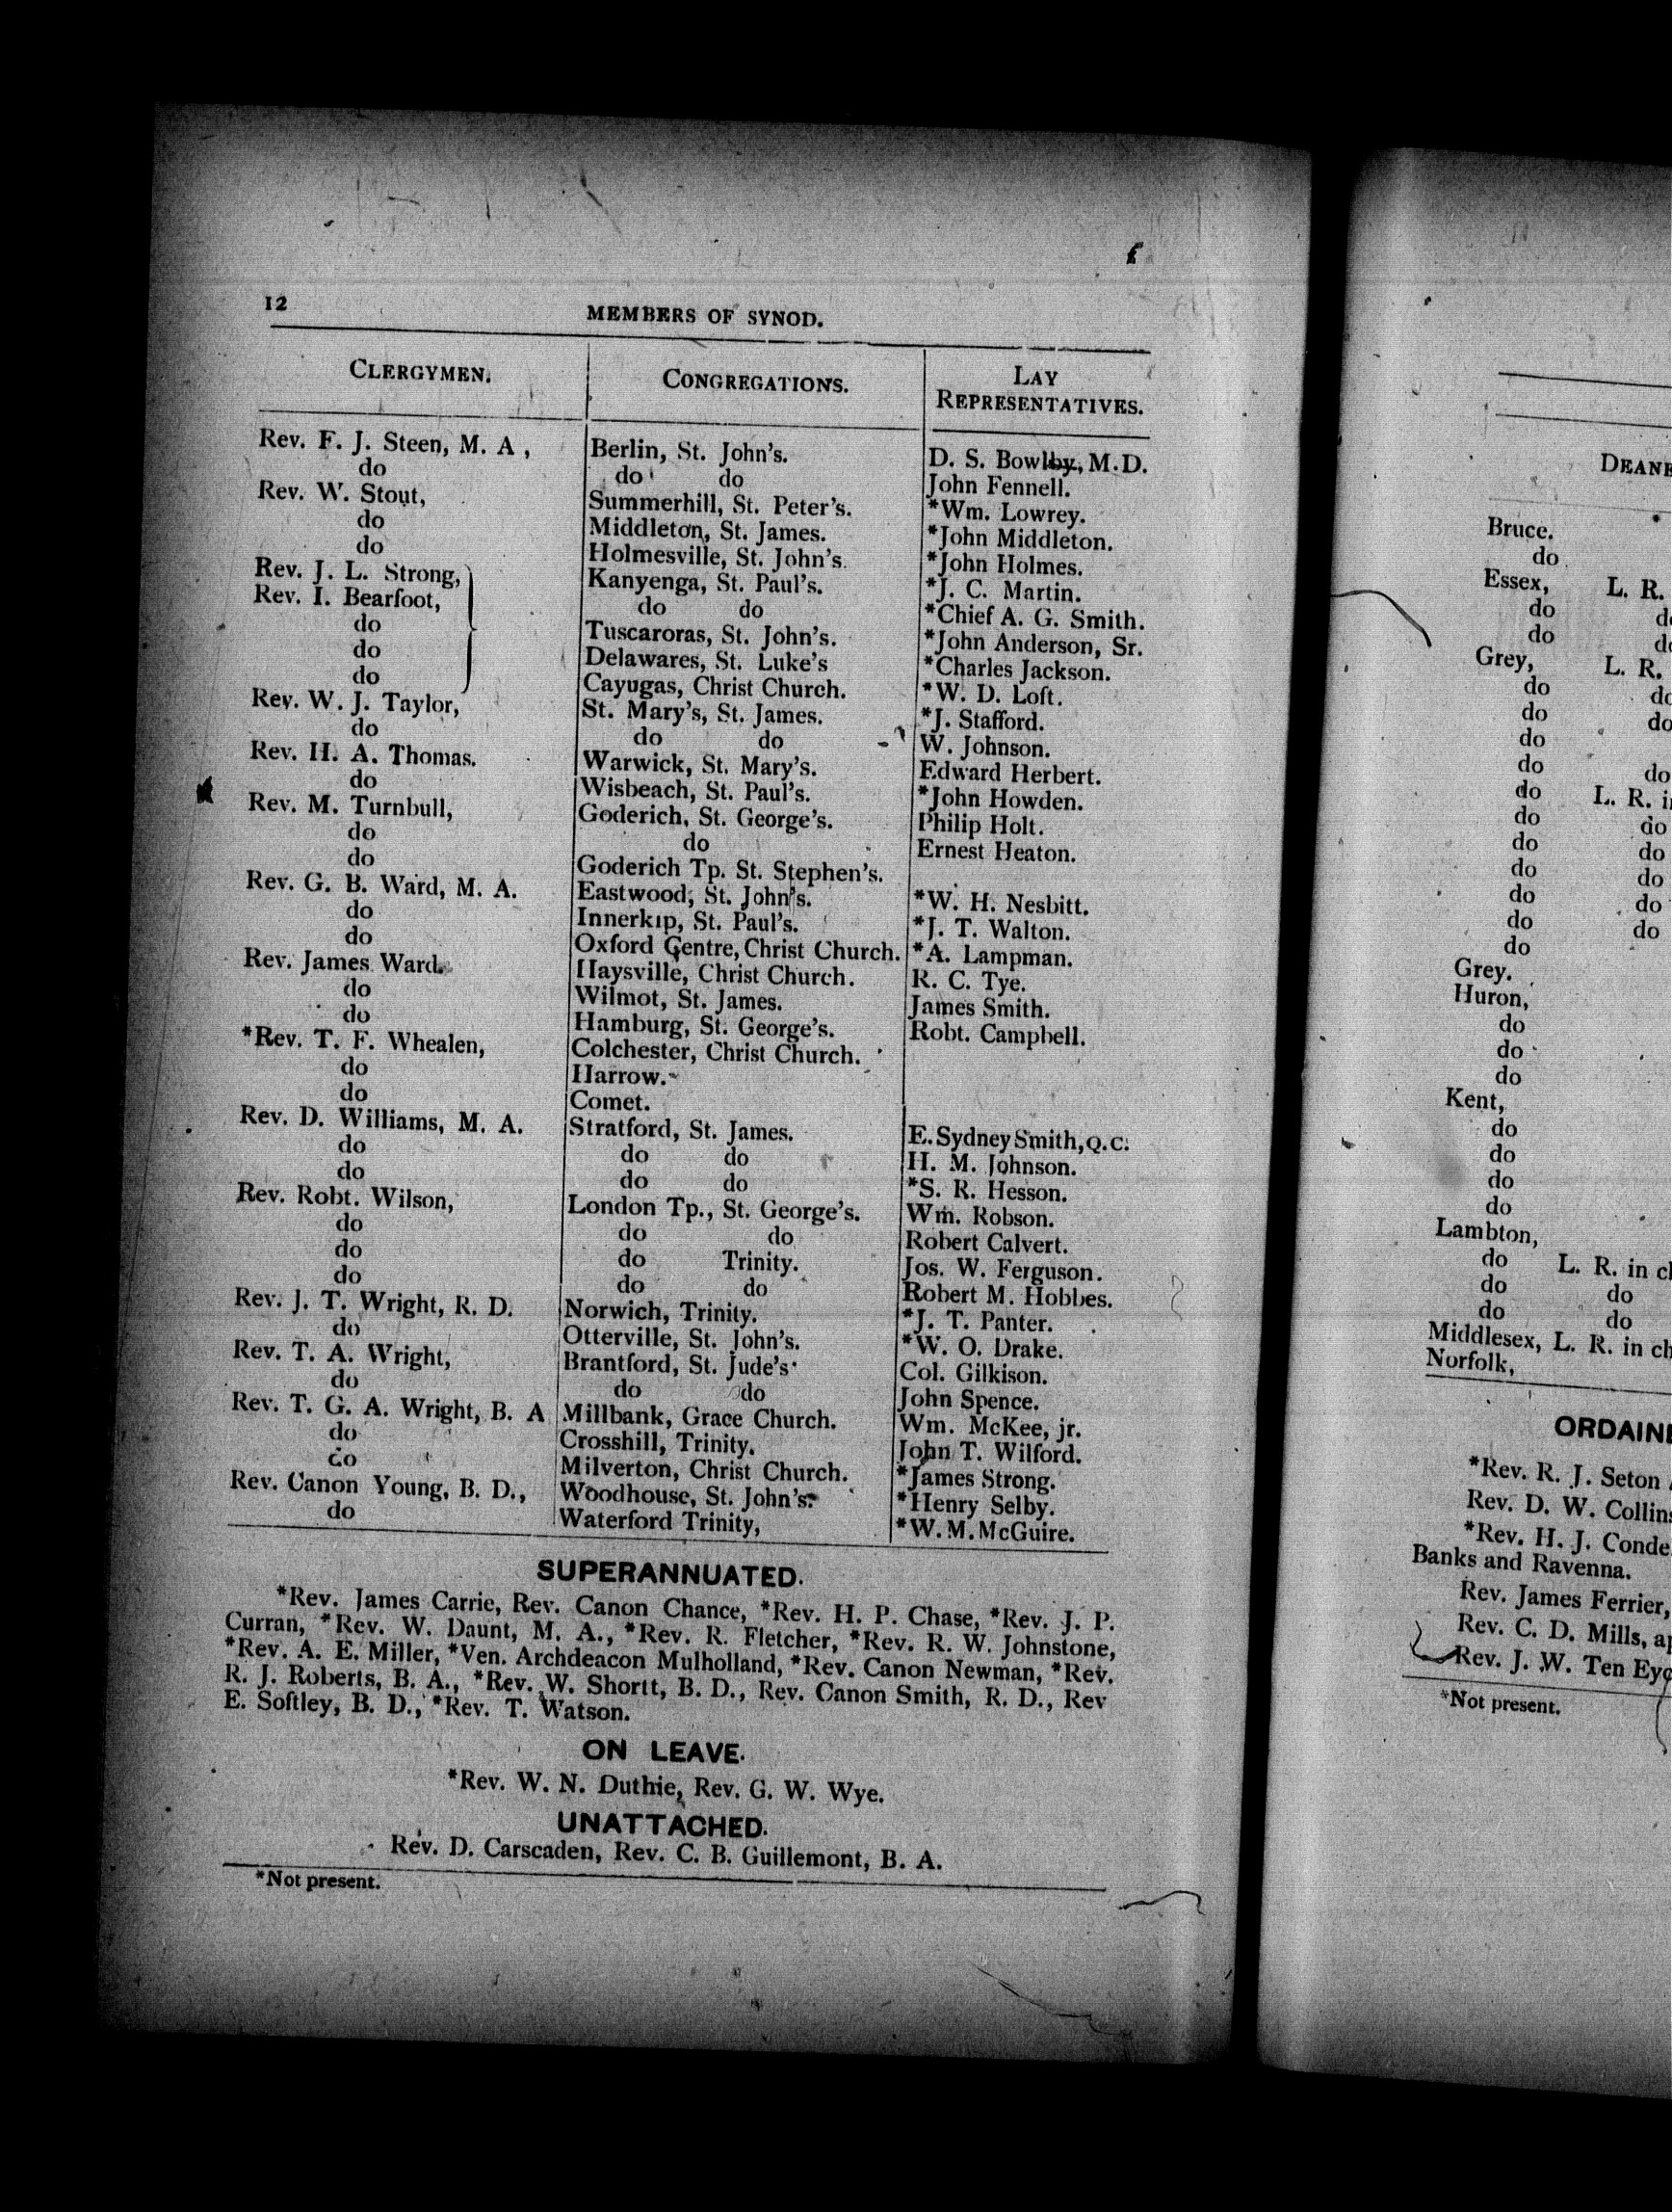 12
MEMBERS OF SYNOD.
CLERGYMEN. CONGREGATIONS. LAY REPRESENTATIVES.
Rev. F. J. Steen, M. A , Berlin, St. John's. D. S. Bowlby, M.D.
do do do John Fennell.
Rev. W. Stout, Summerhill, St. Peter's. *Wm. Lowrey.
do Middleton, St. James. *John Middleton.
do Holmesville, St. John's. *John Holmes.
Rev. J. L. Strong, Kanyenga, St. Paul's. *J. C. Martin.
Rev. I. Bearfoot, do do *Chief A. G. Smith.
do Tuscaroras, St. John's. *John Anderson, Sr.
do Delawares, St. Luke's *Charles Jackson.
do Cayugas, Christ Church. *W. D. Loft.
Rev. W. J. Taylor, St. Mary's, St. James. *J. Stafford.
do do do W. Johnson.
Rev. H. A. Thomas. Warwick, St. Mary's. Edward Herbert.
do Wisbeach, St. Paul's. *John Howden.
Rev. M. Turnbull, Goderich, St. George's. Philip Holt.
do do Ernest Heaton.
do Goderich Tp. St. Stephen's.
Rev. G. B. Ward, M. A. Eastwood, St. John's. *W. H. Nesbitt.
do Innerkip, St. Paul's. *J. T. Walton.
do Oxford Centre, Christ Church. *A. Lampman.
Rev. James Ward. Haysville, Christ Church. R. C. Tye.
do Wilmot, St. James. James Smith.
do Hamburg, St. George's. Robt. Campbell.
*Rev. T. F. Whealen, Colchester, Christ Church.
do Harrow.
do Comet.
Rev. D. Williams, M. A. Stratford, St. James. E. Sydney Smith, Q.C.
do do do H. M. Johnson.
do do do *S. R. Hesson.
Rev. Robt. Wilson, London Tp., St. George's. Wm. Robson.
do do do Robert Calvert.
do do Trinity. Jos. W. Ferguson.
do do do Robert M. Hobbes.
Rev. J. T. Wright, R. D. Norwich, Trinity. *J. T. Panter.
do Otterville, St. John's. *W. O. Drake.
Rev. T. A. Wright, Brantford, St. Jude's Col. Gilkison.
do do do John Spence.
Rev. T. G. A. Wright, B. A Millbank, Grace Church. Wm. McKee, jr.
do Crosshill, Trinity. John T. Wilford.
do Milverton, Christ Church. *James Strong.
Rev. Canon Young, B. D., Woodhouse, St. John's. *Henry Selby.
do Waterford Trinity, *W. M. McGuire.
SUPERANNUATED.
*Rev. James Carrie, Rev. Canon Chance, *Rev. H. P. Chase, *Rev. J. P.
Curran, *Rev. W. Daunt, M. A., *Rev. R. Fletcher, *Rev. R. W. Johnstone,
*Rev. A. E. Miller, *Ven. Archdeacon Mulholland, *Rev. Canon Newman, *Rev.
R. J. Roberts, B. A., *Rev. W. Shortt, B. D., Rev. Canon Smith, R. D., Rev
E. Softley, B. D., *Rev. T. Watson.
ON LEAVE.
*Rev. W. N. Duthie, Rev. G. W. Wye.
UNATTACHED.
Rev. D. Carscaden, Rev. C. B. Guillemont, B. A.
*Not present.
Bruce.
do
Essex, L. R.
do
do
Grey, L. R.
do
do do
do
do do
do L. R.
do do
do do
do do
do do
do do
do
Grey.
Huron,
do
do
do
Kent,
do
do
do
do
Lambton,
do L. R. in
do do
do do
Middlesex, L. R. in
Norfolk,
*Rev. R. J. Seton
Rev. D. W.
*Rev. H. J.
Banks and Ravenna.
Rev. James Ferrier,
Rev. C. D. Mills,
Rev. J. W. Ten
*Not present.